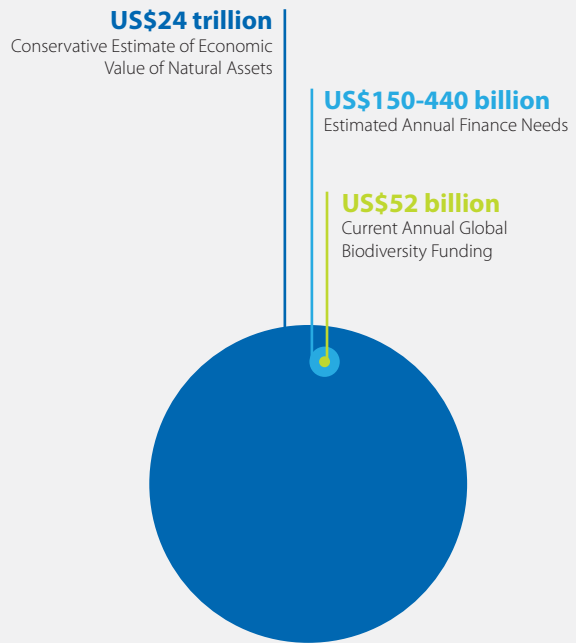 US$24 trillion
Conservative Estimate of Economic
Value of Natural Assets
US$150-440 billion
Estimated Annual Finance Needs
US$52 billion
Current Annual Global
Biodiversity Funding